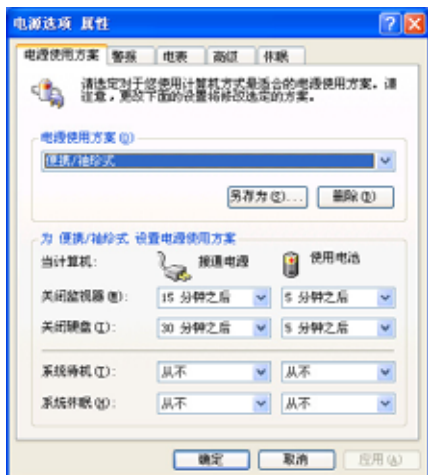 电源选项 属性
电源使用方案 警报 电表 高级 休眠
请选定对于您使用计算机方式最适合的电源使用方案。请
注意，更改下面的设置将修改选定的方案。
电源使用方案(O)
便携/袖珍式
另存为(S)... 删除(D)
为 便携/袖珍式 设置电源使用方案
当计算机: 接通电源 使用电池
关闭监视器(M): 15 分钟之后 5 分钟之后
关闭硬盘(I): 30 分钟之后 5 分钟之后
系统待机(T): 从不 从不
系统休眠(H): 从不 从不
确定 取消 应用(A)